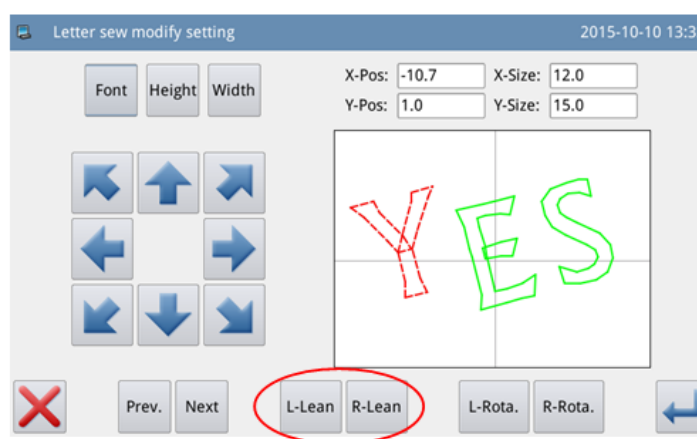 Letter sew modify setting 2015-10-10 13:3
Font Height Width
X-Pos: -10.7 X-Size: 12.0
Y-Pos: 1.0 Y-Size: 15.0
YES
Prev. Next L-Lean R-Lean L-Rota. R-Rota.